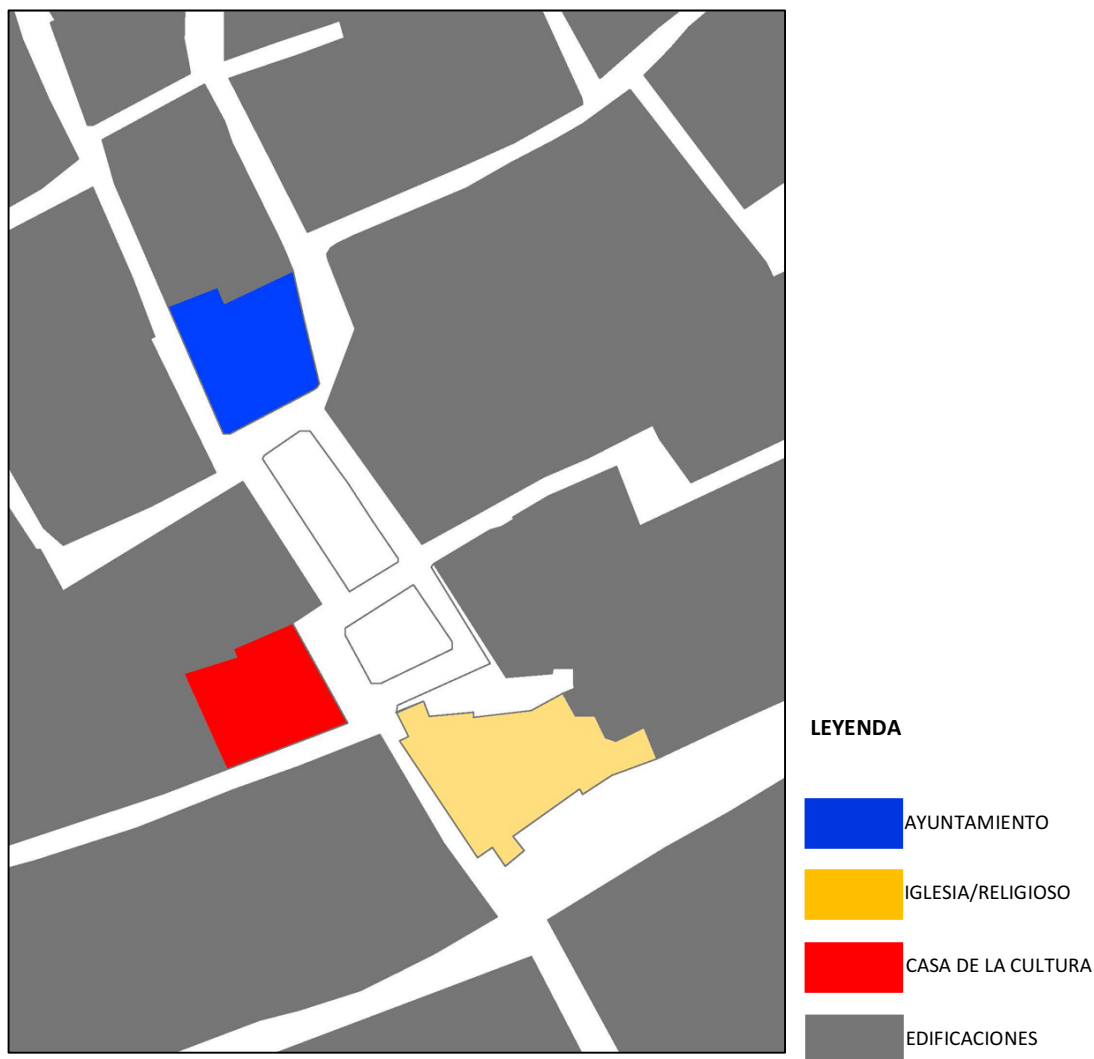 LEYENDA
AYUNTAMIENTO
IGLESIA/RELIGIOSO
CASA DE LA CULTURA
EDIFICACIONES